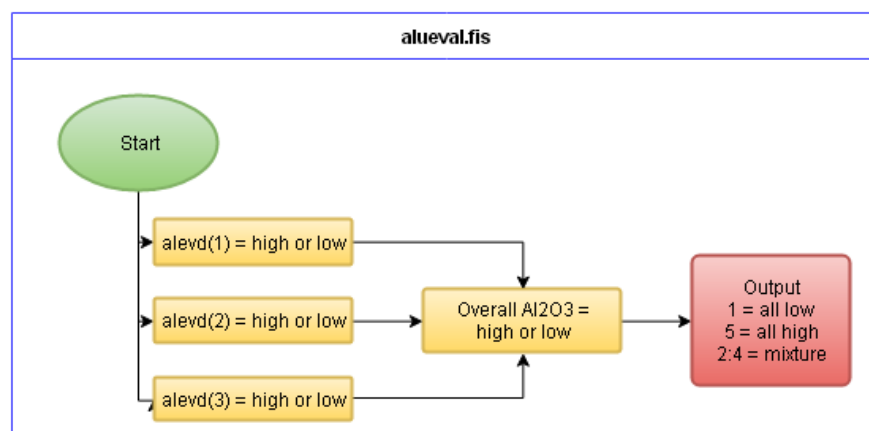 alueval.fis
Start
alevd(1) = high or low
alevd(2) = high or low
alevd(3) = high or low
Overall Al2O3 =
high or low
Output
1 = all low
5 = all high
2:4 = mixture